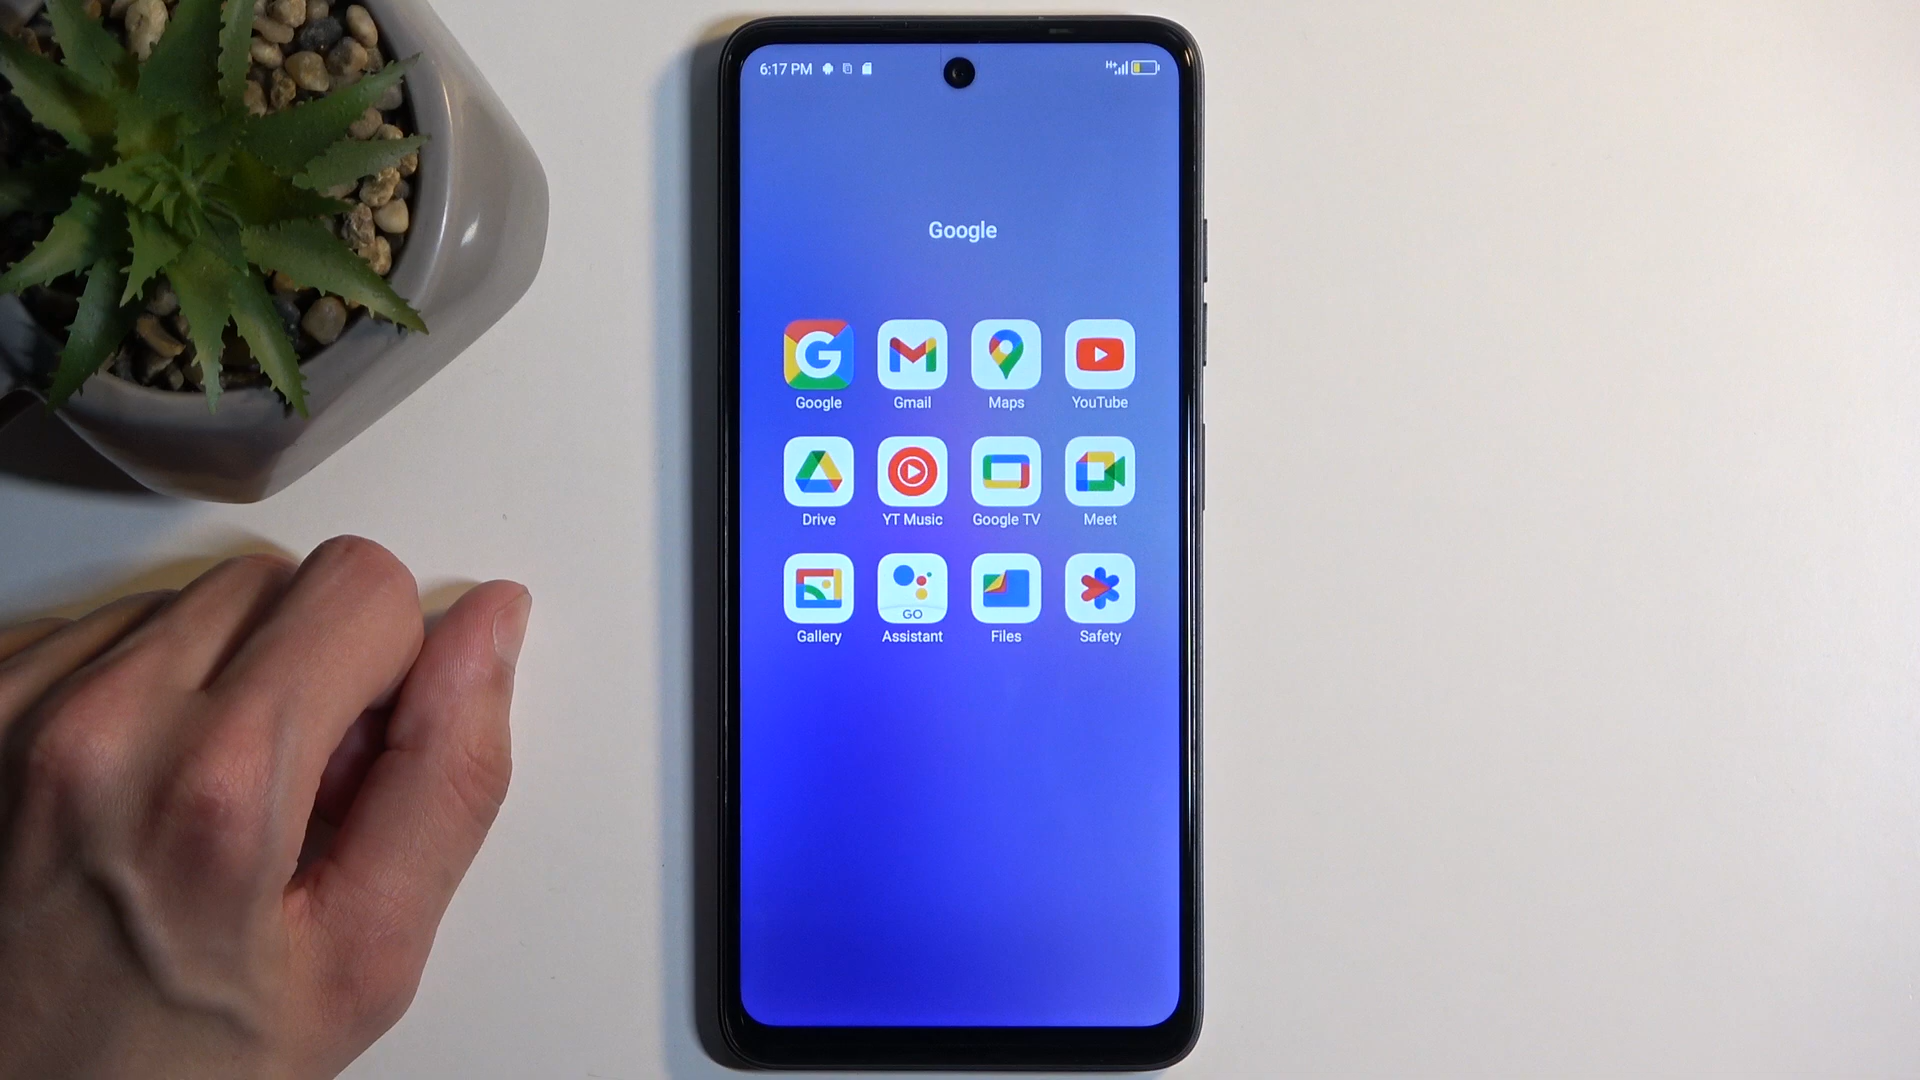 6:17 PM H+
Google
Google Gmail Maps YouTube
Drive YT Music Google TV Meet
GO
Gallery Assistant Files Safety